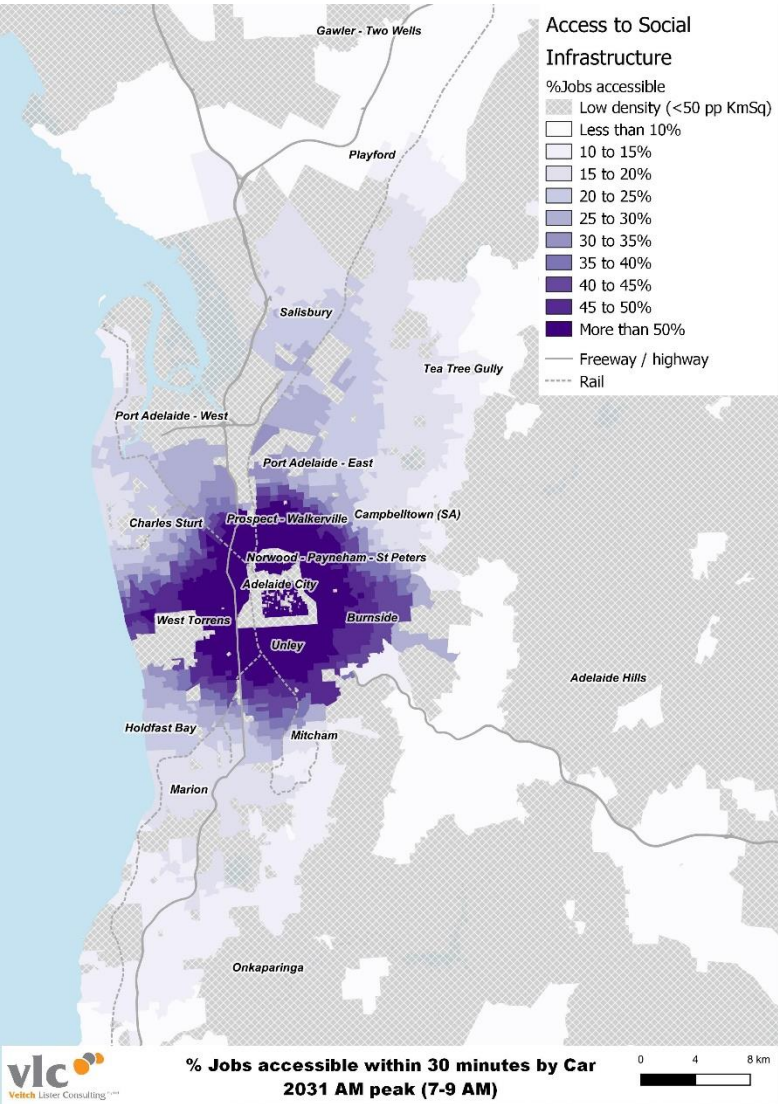 Access to Social
Infrastructure
%Jobs accessible
Low density (<50 pp KmSq)
Less than 10%
10 to 15%
15 to 20%
20 to 25%
25 to 30%
30 to 35%
35 to 40%
40 to 45%
45 to 50%
More than 50%
Freeway / highway
Rail
Gawler - Two Wells
Playford
Salisbury
Tea Tree Gully
Port Adelaide - West
Port Adelaide - East
Charles Sturt
Prospect - Walkerville
Campbelltown (SA)
Norwood - Payneham - St Peters
Adelaide City
West Torrens
Burnside
Unley
Adelaide Hills
Holdfast Bay
Mitcham
Marion
Onkaparinga
vlc
Veitch Lister Consulting
% Jobs accessible within 30 minutes by Car
2031 AM peak (7-9 AM)
0 4 8 km